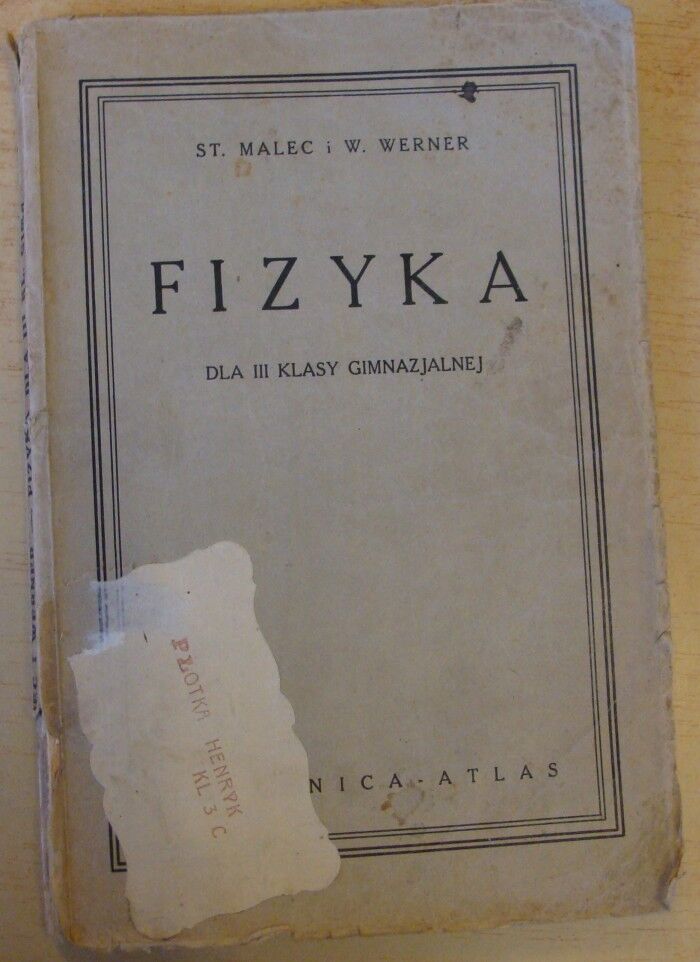 ST. MALEC i W. WERNER
FIZYKA
DLA III KLASY GIMNAZJALNEJ
PŁOTKA HENRYK
KL 3 C
NICA - ATLAS